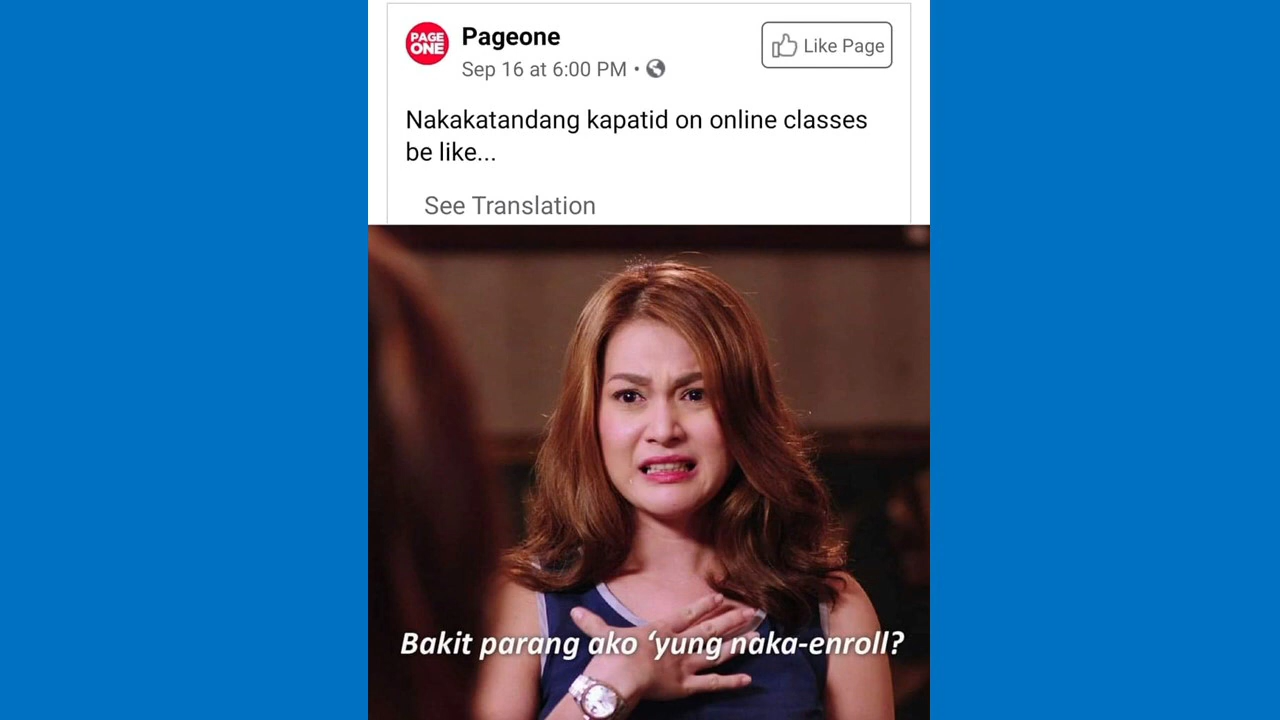 PAGE
ONE
Pageone
Like Page
Sep 16 at 6:00 PM •
Nakakatandang kapatid on online classes
be like...
See Translation
Bakit parang ako ‘yung naka-enroll?